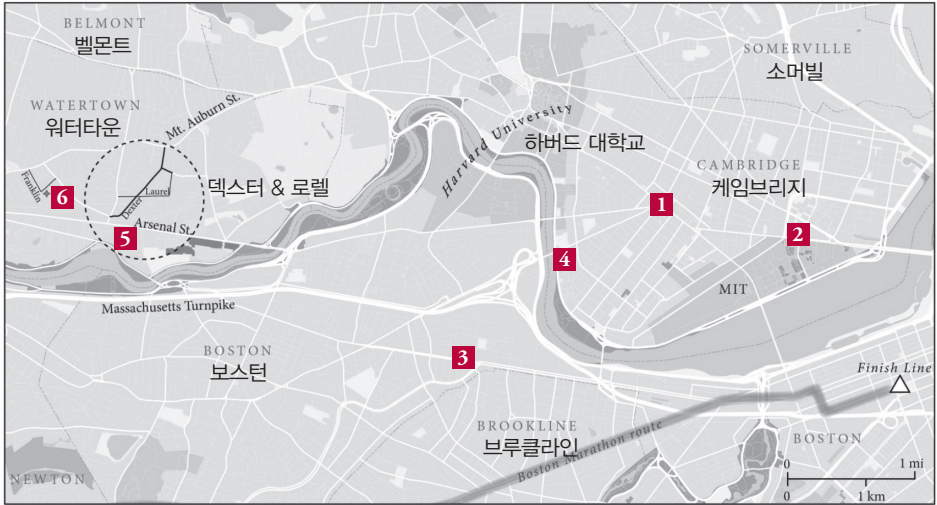 BELMONT
벨몬트
SOMERVILLE
소머빌
WATERTOWN
워터타운
Mt. Auburn St.
Harvard University
하버드 대학교
CAMBRIDGE
케임브리지
Franklin
6
Dexter
Laurel
덱스터 & 로렐
1
Arsenal St.
5
2
4
MIT
Massachusetts Turnpike
BOSTON
보스턴
3
Finish Line
BROOKLINE
브루클라인
Boston Marathon route
BOSTON
NEWTON
0 1 mi
0 1 km